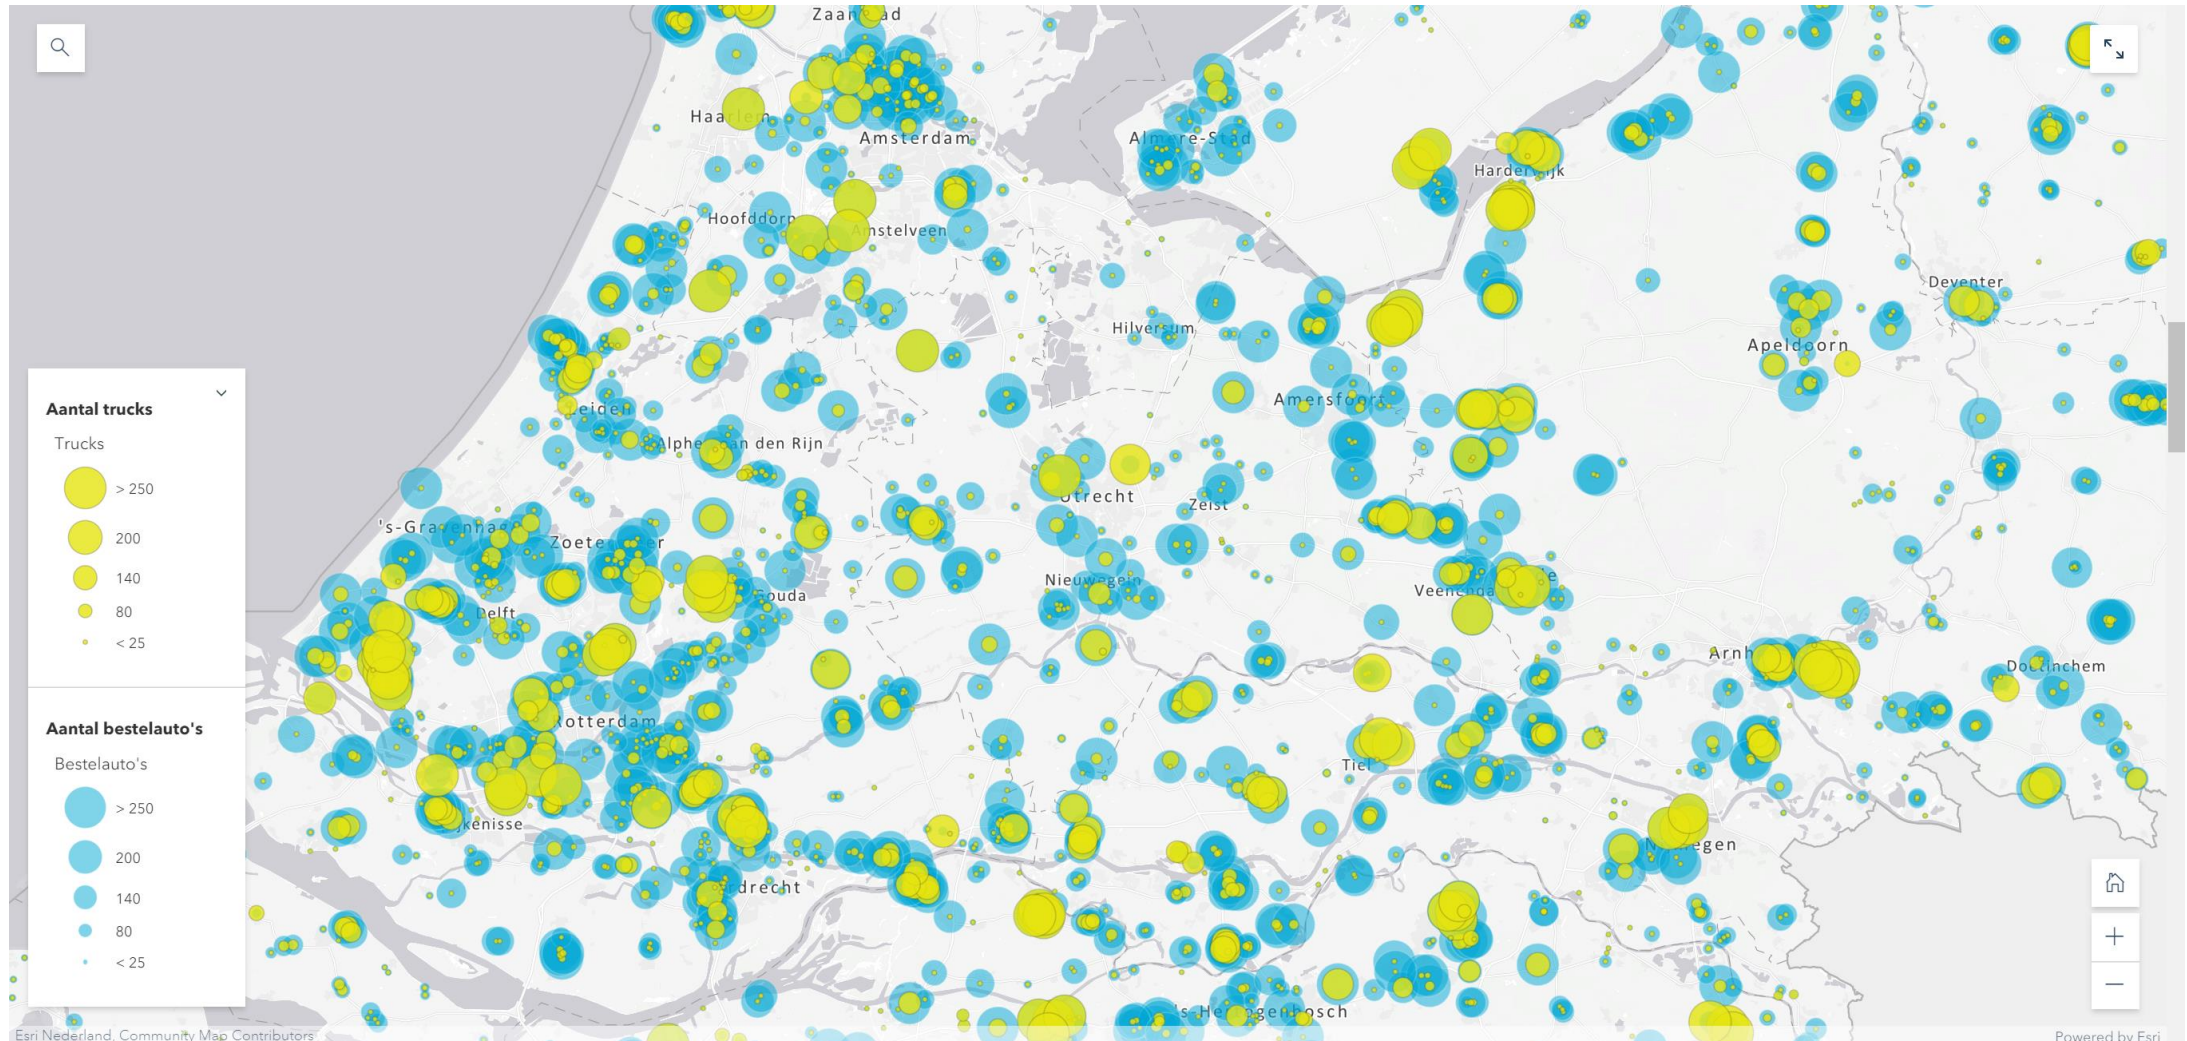 Zaanstad
Haarlem
Amsterdam
Almere-Stad
Harderwijk
Hoofddorp
Amstelveen
Deventer
Hilversum
Apeldoorn
Amersfoort
Leiden
Alphen aan den Rijn
Aantal trucks
Trucks
> 250
200
140
80
< 25
Utrecht
Zeist
's-Gravenhage
Zoetermeer
Nieuwegein
Gouda
Veenendaal
Delft
Arnhem
Doetinchem
Rotterdam
Aantal bestelauto's
Bestelauto's
> 250
200
140
80
< 25
Tiel
Nijmegen
Dordrecht
's-Hertogenbosch
Esri Nederland, Community Map Contributors
Powered by Esri